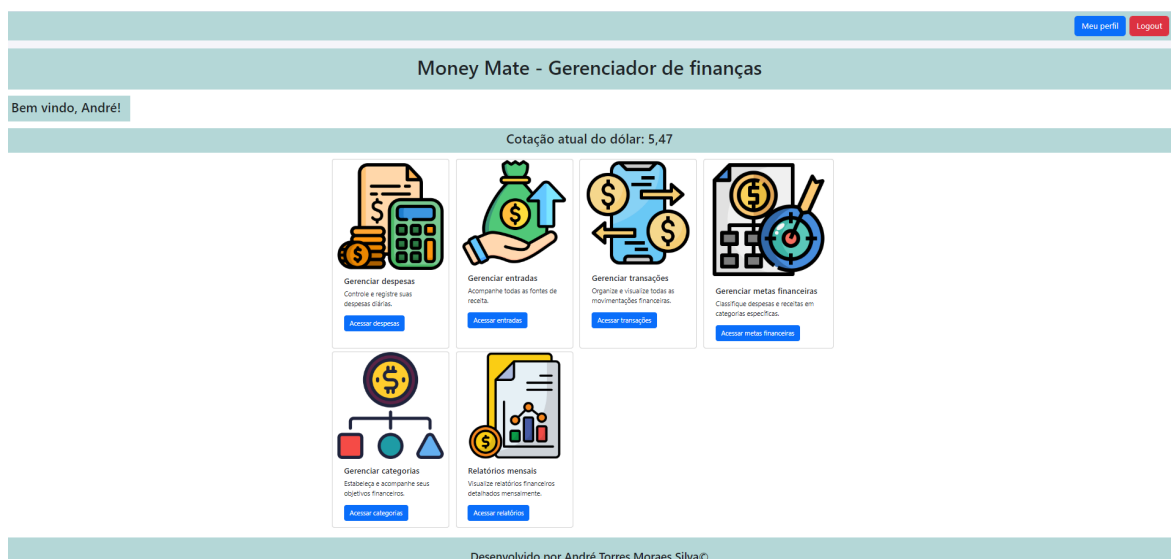 Meu perfil
Logout
Money Mate - Gerenciador de finanças
Bem vindo, André!
Cotação atual do dólar: 5,47
Gerenciar despesas
Controle e registre suas
despesas diárias.
Acessar despesas
Gerenciar entradas
Acompanhe todas as fontes de
receita.
Acessar entradas
Gerenciar transações
Organize e visualize todas as
movimentações financeiras.
Acessar transações
Gerenciar metas financeiras
Classifique despesas e receitas em
categorias específicas.
Acessar metas financeiras
Gerenciar categorias
Estabeleça e acompanhe seus
objetivos financeiros.
Acessar categorias
Relatórios mensais
Visualize relatórios financeiros
detalhados mensalmente.
Acessar relatórios
Desenvolvido por André Torres Moraes Silva©